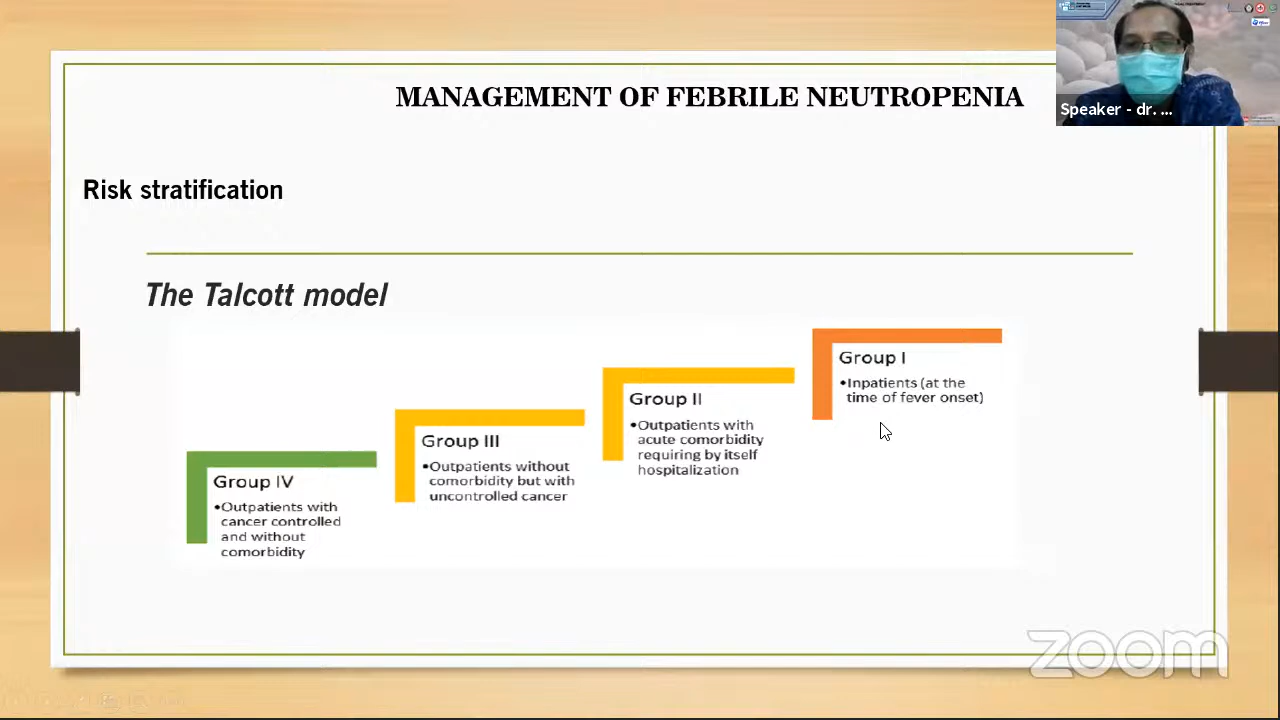 MANAGEMENT OF FEBRILE NEUTROPENIA
Speaker - dr. ...
Risk stratification
The Talcott model
Group I
•Inpatients (at the
time of fever onset)
Group II
•Outpatients with
acute comorbidity
requiring by itself
hospitalization
Group III
•Outpatients without
comorbidity but with
uncontrolled cancer
Group IV
•Outpatients with
cancer controlled
and without
comorbidity
zoom